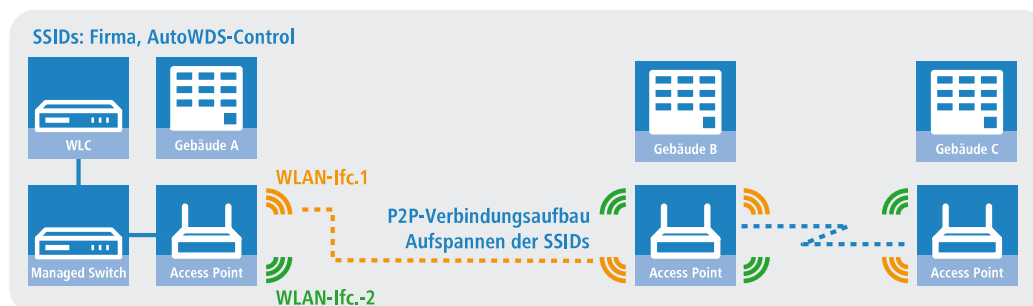 SSIDs: Firma, AutoWDS-Control
WLC
Gebäude A
Gebäude B
Gebäude C
WLAN-Ifc.1
P2P-Verbindungsaufbau
Aufspannen der SSIDs
Managed Switch
Access Point
Access Point
Access Point
WLAN-Ifc.-2